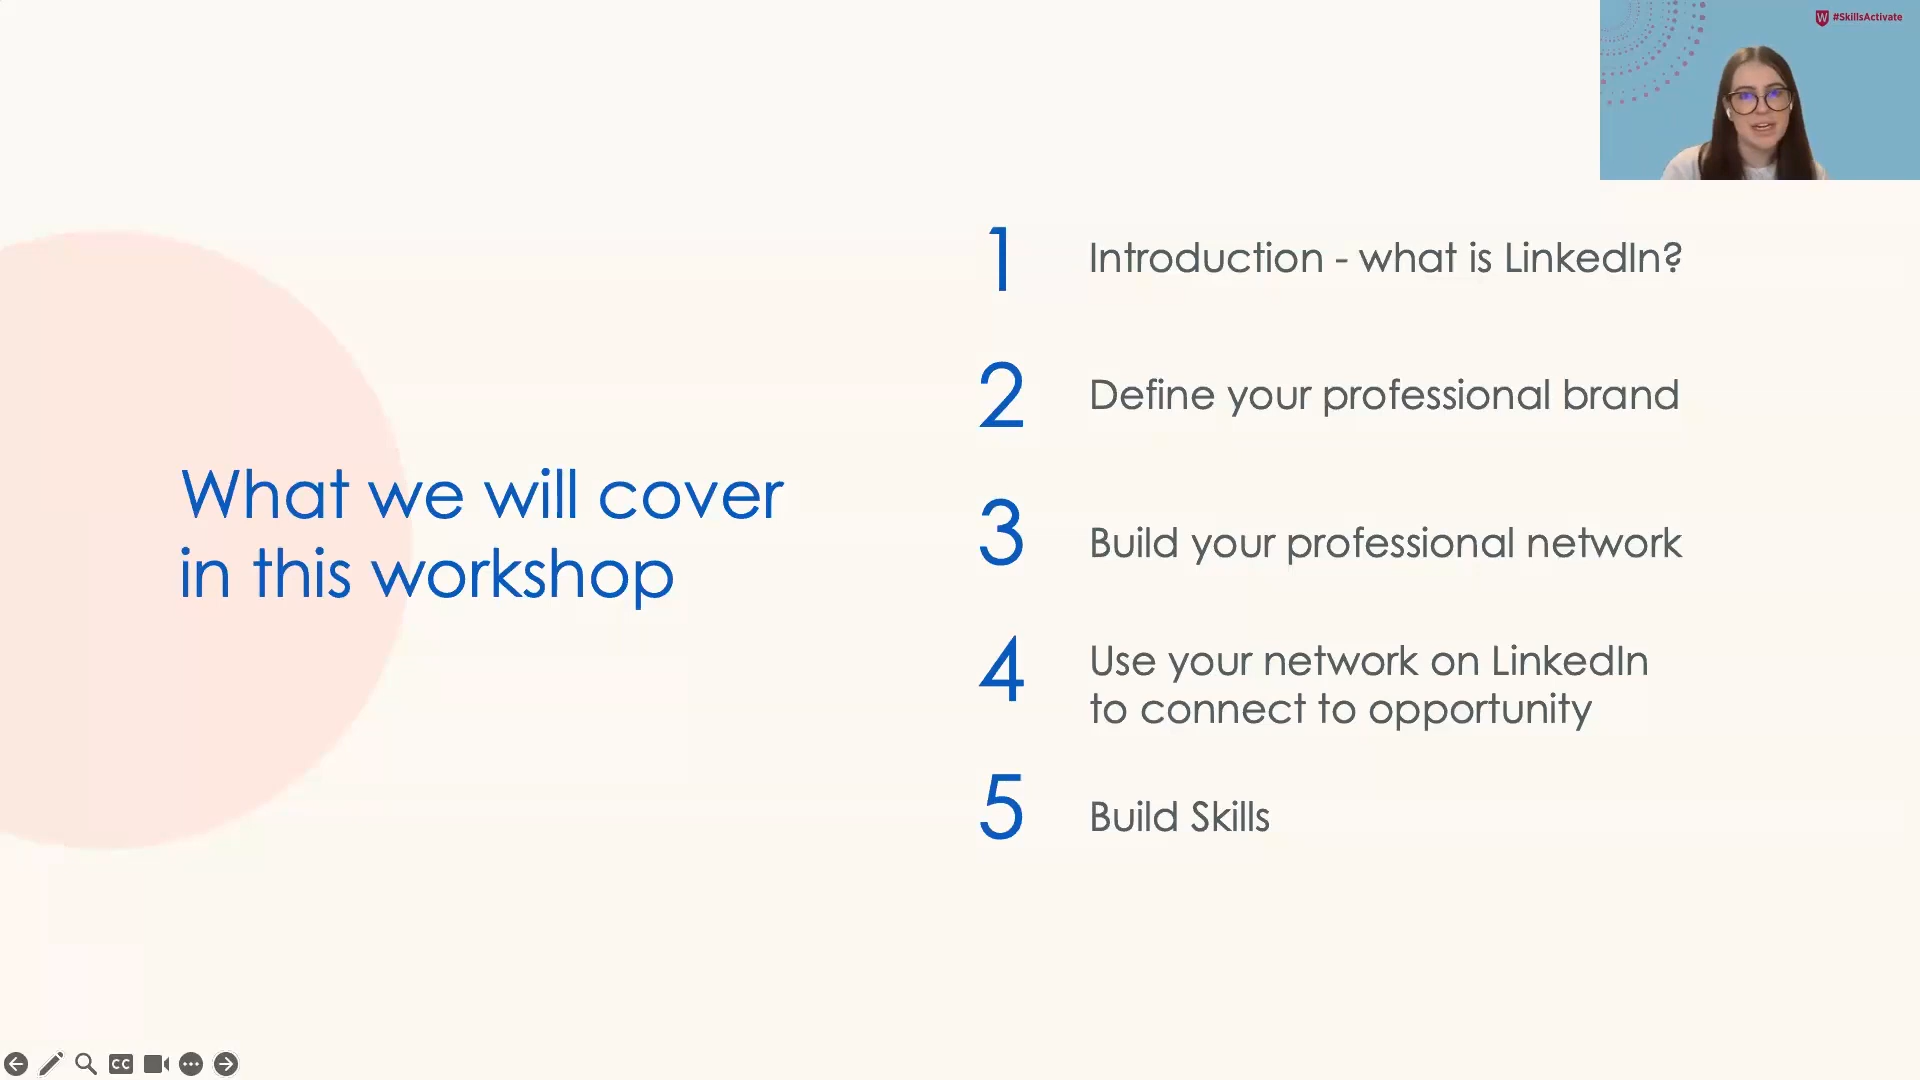 W #SkillsActivate
What we will cover
in this workshop
1 Introduction - what is LinkedIn?
2 Define your professional brand
3 Build your professional network
4 Use your network on LinkedIn
to connect to opportunity
5 Build Skills
CC